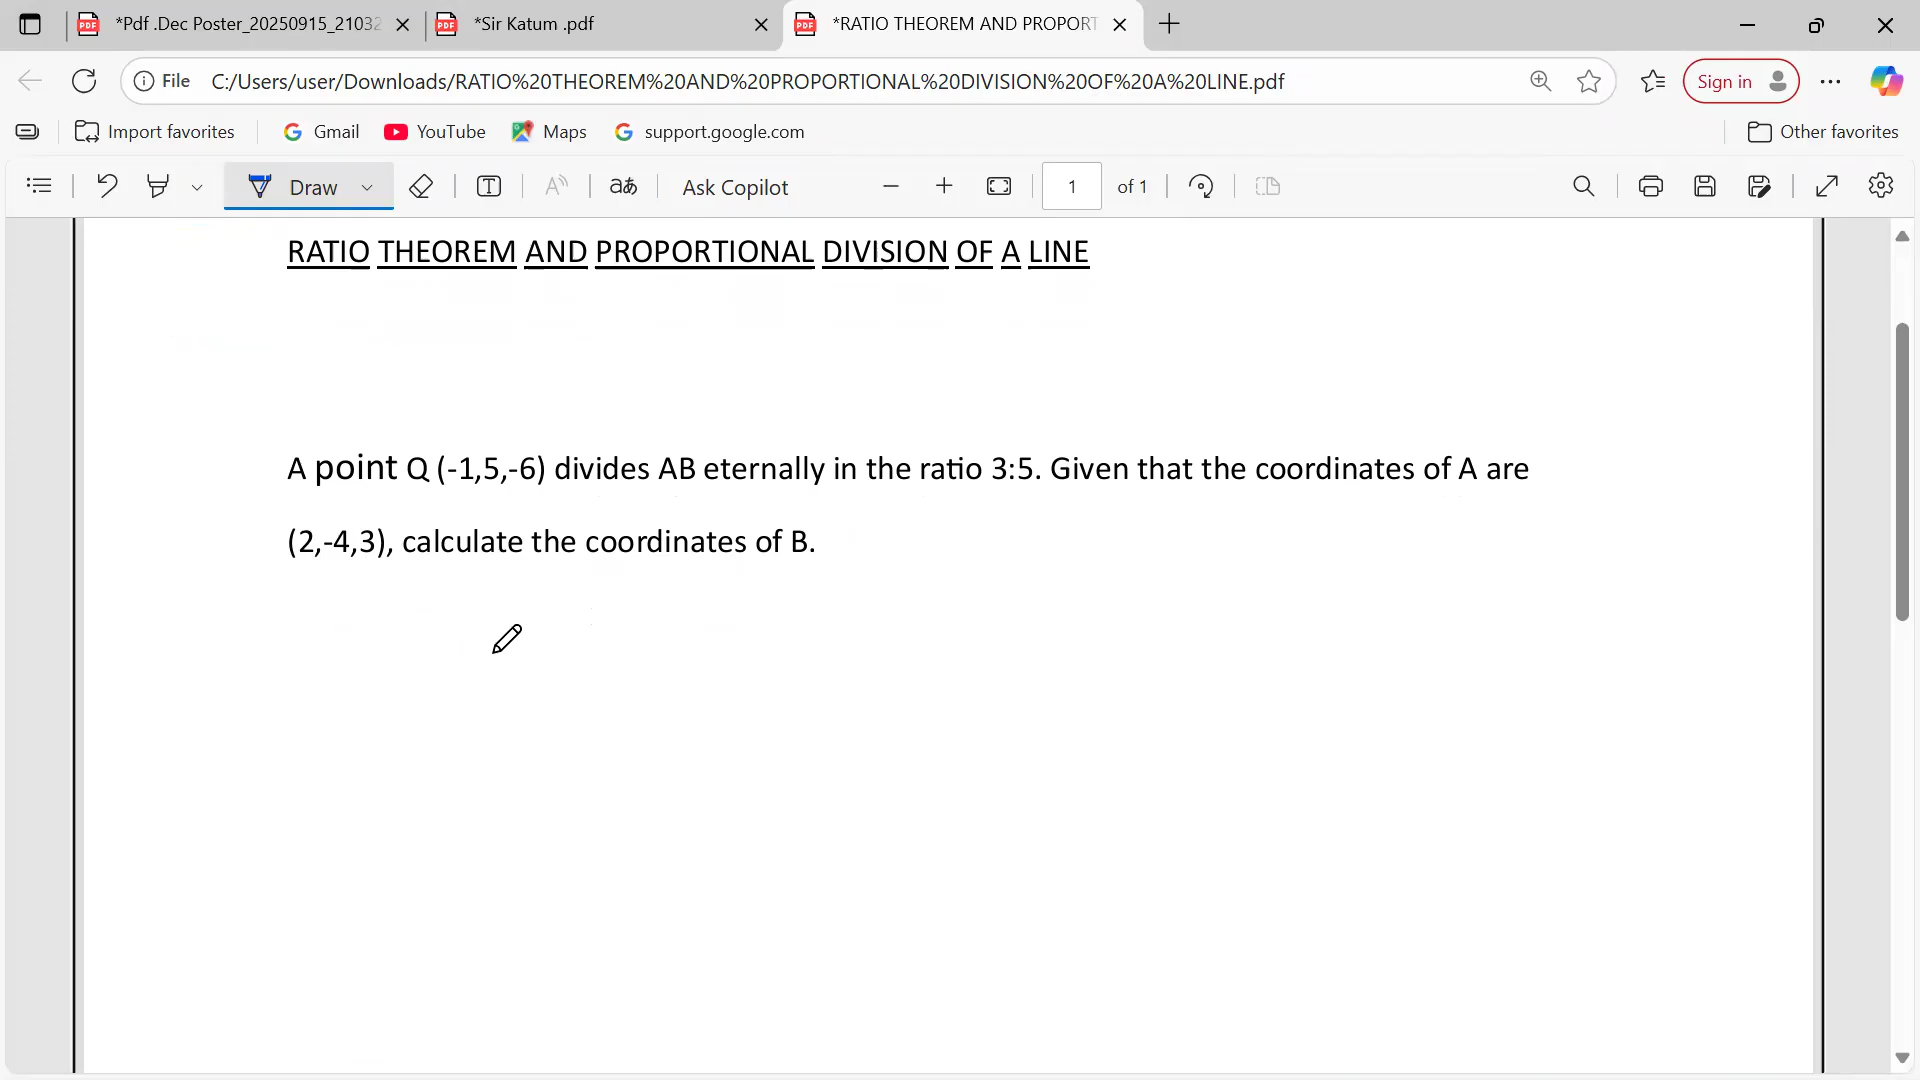 *Pdf .Dec Poster_20250915_21032
*Sir Katum .pdf
*RATIO THEOREM AND PROPORT
File C:/Users/user/Downloads/RATIO%20THEOREM%20AND%20PROPORTIONAL%20DIVISION%20OF%20A%20LINE.pdf
Sign in
Import favorites
Gmail
YouTube
Maps
support.google.com
Other favorites
Draw
Ask Copilot
1 of 1
RATIO THEOREM AND PROPORTIONAL DIVISION OF A LINE
A point Q (-1,5,-6) divides AB eternally in the ratio 3:5. Given that the coordinates of A are
(2,-4,3), calculate the coordinates of B.